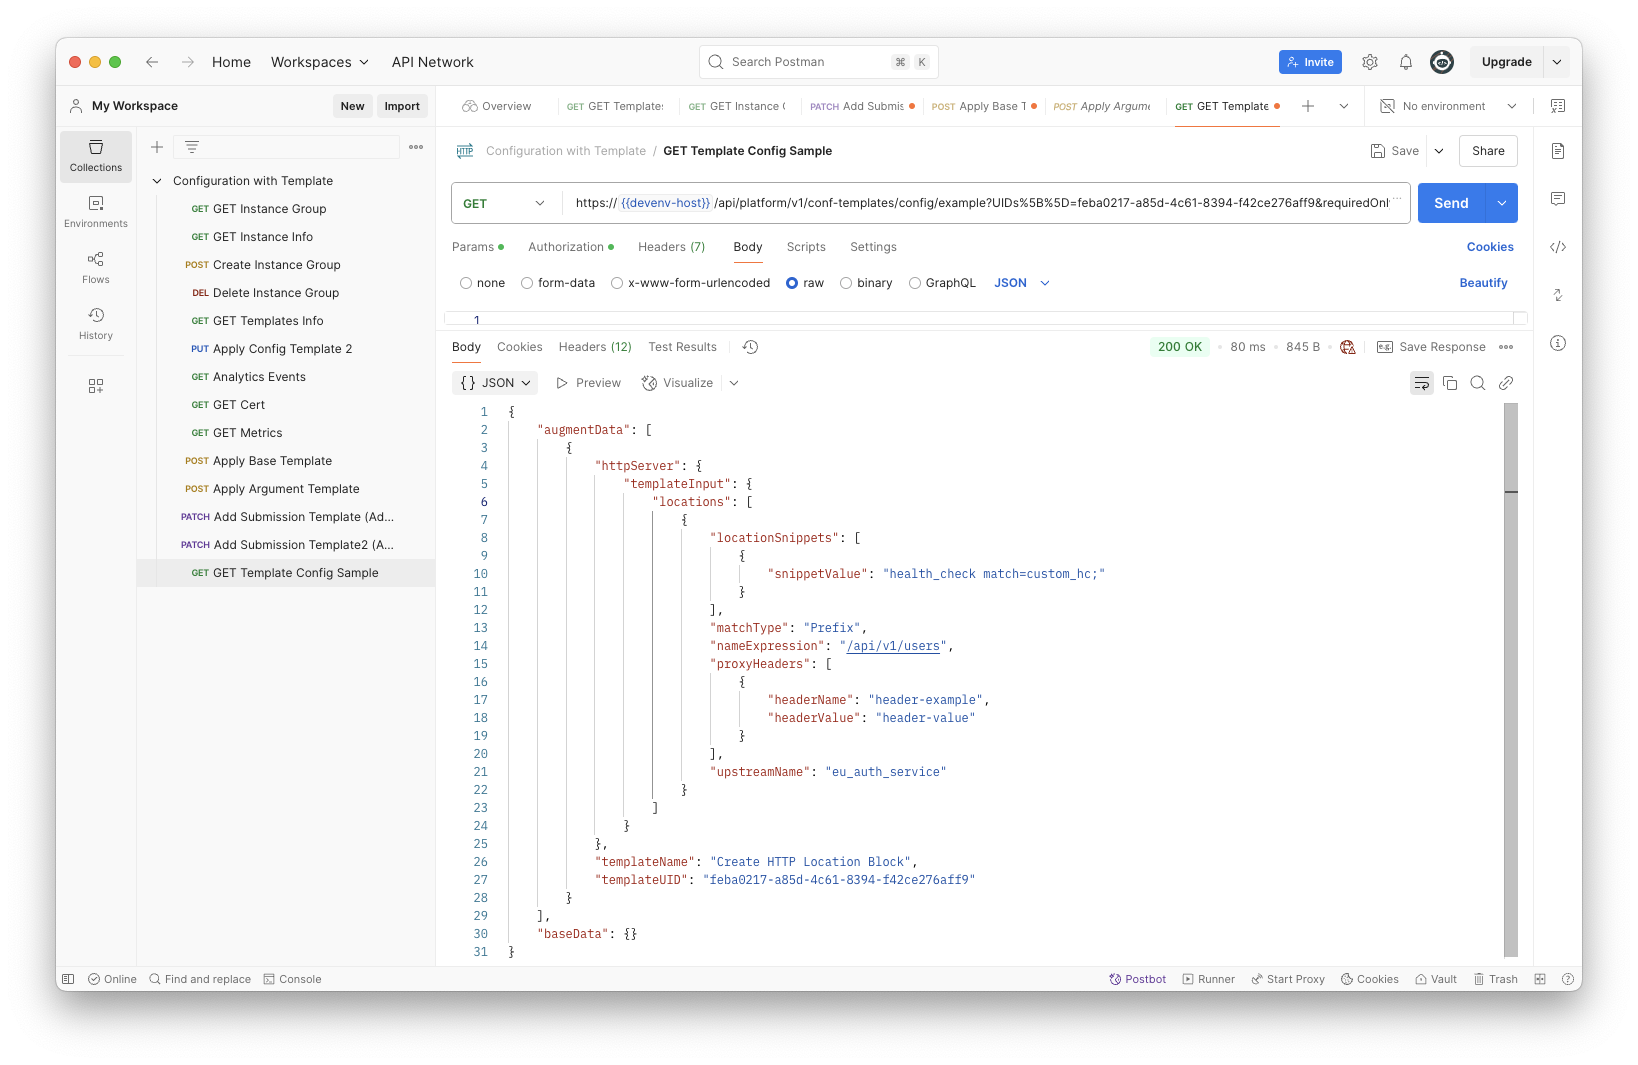 Home
Workspaces
API Network
Search Postman
⌘ K
Invite
Upgrade
My Workspace
New
Import
Overview
GET GET Templates
GET GET Instance
PATCH Add Submis
POST Apply Base T
POST Apply Argume
GET GET Template
No environment
Collections
Environments
Flows
History
Configuration with Template
GET GET Instance Group
GET GET Instance Info
POST Create Instance Group
DEL Delete Instance Group
GET GET Templates Info
PUT Apply Config Template 2
GET Analytics Events
GET GET Cert
GET GET Metrics
POST Apply Base Template
POST Apply Argument Template
PATCH Add Submission Template (Ad...
PATCH Add Submission Template2 (A...
GET GET Template Config Sample
HTTP Configuration with Template / GET Template Config Sample
Save
Share
GET
https:// {{devenv-host}} /api/platform/v1/conf-templates/config/example?UIDs%5B%5D=feba0217-a85d-4c61-8394-f42ce276aff9&requiredOnl ...
Send
Params Authorization Headers (7) Body Scripts Settings
Cookies
none form-data x-www-form-urlencoded raw binary GraphQL JSON
Beautify
1
Body Cookies Headers (12) Test Results
200 OK • 80 ms • 845 B
e.g. Save Response
{} JSON Preview Visualize
1 {
2 "augmentData": [
3 {
4 "httpServer": {
5 "templateInput": {
6 "locations": [
7 {
8 "locationSnippets": [
9 {
10 "snippetValue": "health_check match=custom_hc;"
11 }
12 ],
13 "matchType": "Prefix",
14 "nameExpression": "/api/v1/users",
15 "proxyHeaders": [
16 {
17 "headerName": "header-example",
18 "headerValue": "header-value"
19 }
20 ],
21 "upstreamName": "eu_auth_service"
22 }
23 ]
24 }
25 },
26 "templateName": "Create HTTP Location Block",
27 "templateUID": "feba0217-a85d-4c61-8394-f42ce276aff9"
28 }
29 ],
30 "baseData": {}
31 }
Online
Find and replace
Console
Postbot
Runner
Start Proxy
Cookies
Vault
Trash